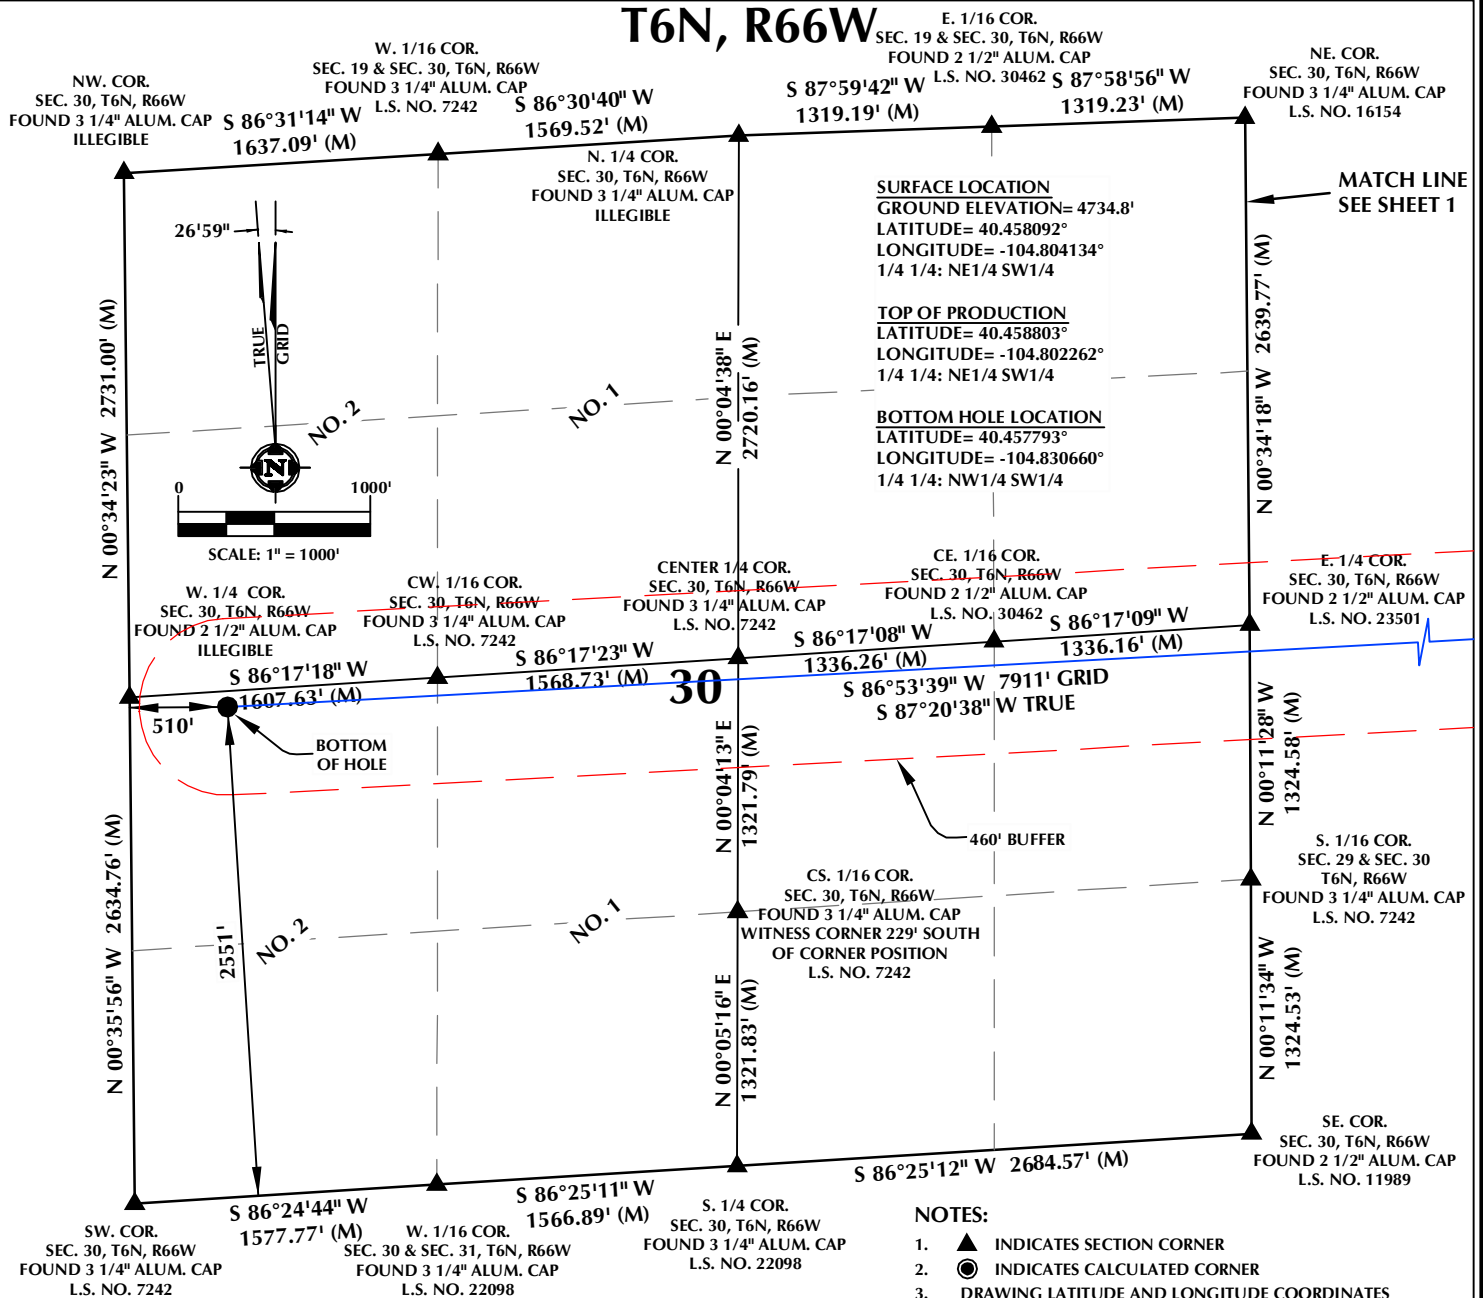 T6N, R66W
NW. COR.
SEC. 30, T6N, R66W
FOUND 3 1/4" ALUM. CAP
ILLEGIBLE
S 86°31'14" W
1637.09' (M)
W. 1/16 COR.
SEC. 19 & SEC. 30, T6N, R66W
FOUND 3 1/4" ALUM. CAP
L.S. NO. 7242
S 86°30'40" W
1569.52' (M)
N. 1/4 COR.
SEC. 30, T6N, R66W
FOUND 3 1/4" ALUM. CAP
ILLEGIBLE
E. 1/16 COR.
SEC. 19 & SEC. 30, T6N, R66W
FOUND 2 1/2" ALUM. CAP
L.S. NO. 30462
S 87°59'42" W
1319.19' (M)
S 87°58'56" W
1319.23' (M)
NE. COR.
SEC. 30, T6N, R66W
FOUND 3 1/4" ALUM. CAP
L.S. NO. 16154
MATCH LINE
SEE SHEET 1
SURFACE LOCATION
GROUND ELEVATION= 4734.8'
LATITUDE= 40.458092°
LONGITUDE= -104.804134°
1/4 1/4: NE1/4 SW1/4
TOP OF PRODUCTION
LATITUDE= 40.458803°
LONGITUDE= -104.802262°
1/4 1/4: NE1/4 SW1/4
BOTTOM HOLE LOCATION
LATITUDE= 40.457793°
LONGITUDE= -104.830660°
1/4 1/4: NW1/4 SW1/4
26'59"
TRUE
GRID
N
0 1000'
SCALE: 1" = 1000'
NO. 2
NO. 1
N 00°34'23" W 2731.00' (M)
N 00°04'38" E
2720.16' (M)
N 00°34'18" W 2639.77' (M)
W. 1/4 COR.
SEC. 30, T6N, R66W
FOUND 2 1/2" ALUM. CAP
ILLEGIBLE
CW. 1/16 COR.
SEC. 30, T6N, R66W
FOUND 3 1/4" ALUM. CAP
L.S. NO. 7242
CENTER 1/4 COR.
SEC. 30, T6N, R66W
FOUND 3 1/4" ALUM. CAP
L.S. NO. 7242
CE. 1/16 COR.
SEC. 30, T6N, R66W
FOUND 2 1/2" ALUM. CAP
L.S. NO. 30462
E. 1/4 COR.
SEC. 30, T6N, R66W
FOUND 2 1/2" ALUM. CAP
L.S. NO. 23501
S 86°17'18" W
1607.63' (M)
S 86°17'23" W
1568.73' (M)
S 86°17'08" W
1336.26' (M)
S 86°17'09" W
1336.16' (M)
30
S 86°53'39" W 7911' GRID
S 87°20'38" W TRUE
510'
BOTTOM
OF HOLE
460' BUFFER
N 00°35'56" W 2634.76' (M)
2551'
NO. 2
NO. 1
N 00°04'13" E
1321.79' (M)
N 00°11'28" W
1324.58' (M)
CS. 1/16 COR.
SEC. 30, T6N, R66W
FOUND 3 1/4" ALUM. CAP
WITNESS CORNER 229' SOUTH
OF CORNER POSITION
L.S. NO. 7242
S. 1/16 COR.
SEC. 29 & SEC. 30
T6N, R66W
FOUND 3 1/4" ALUM. CAP
L.S. NO. 7242
N 00°05'16" E
1321.83' (M)
N 00°11'34" W
1324.53' (M)
SW. COR.
SEC. 30, T6N, R66W
FOUND 3 1/4" ALUM. CAP
L.S. NO. 7242
S 86°24'44" W
1577.77' (M)
W. 1/16 COR.
SEC. 30 & SEC. 31, T6N, R66W
FOUND 3 1/4" ALUM. CAP
L.S. NO. 22098
S 86°25'11" W
1566.89' (M)
S. 1/4 COR.
SEC. 30, T6N, R66W
FOUND 3 1/4" ALUM. CAP
L.S. NO. 22098
S 86°25'12" W 2684.57' (M)
SE. COR.
SEC. 30, T6N, R66W
FOUND 2 1/2" ALUM. CAP
L.S. NO. 11989
NOTES:
1. INDICATES SECTION CORNER
2. INDICATES CALCULATED CORNER
3. DRAWING LATITUDE AND LONGITUDE COORDINATES